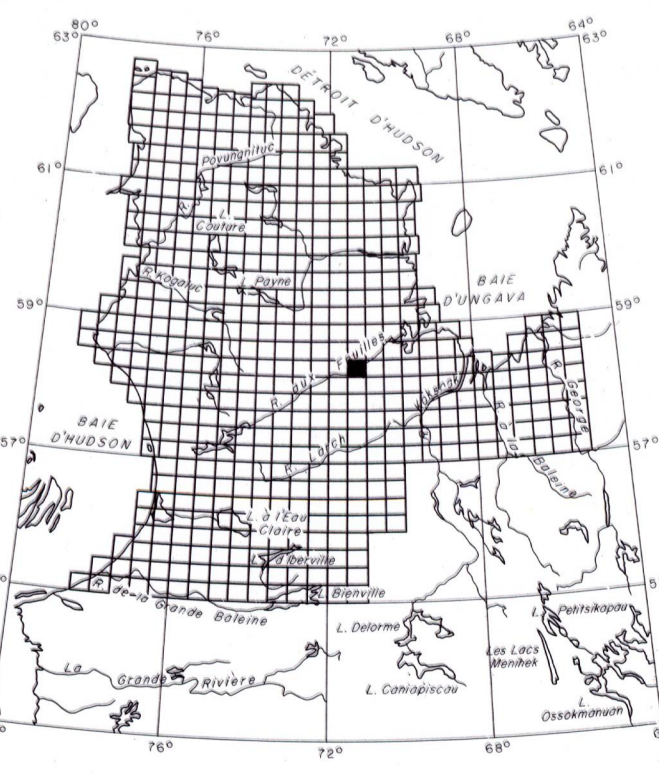 80°
63°
76°
72°
68°
64°
63°
DÉTROIT D'HUDSON
Povungnituc
R.
61°
61°
L.
Couture
R. Kogaluc
L. Payne
BAIE
D'UNGAVA
59°
59°
R. aux Feuilles
Koksoak
R. George
BAIE
D'HUDSON
57°
57°
R. Larch
R. à la
Baleine
L. à l'Eau
Claire
L. d'Iberville
5
R. de-la Grande Baleine
L. Bienville
L. Delorme
L. Petitsikapau
Les Lacs
Menihek
La Grande Rivière
L. Caniapiscau
L.
Ossokmanuan
76°
72°
68°